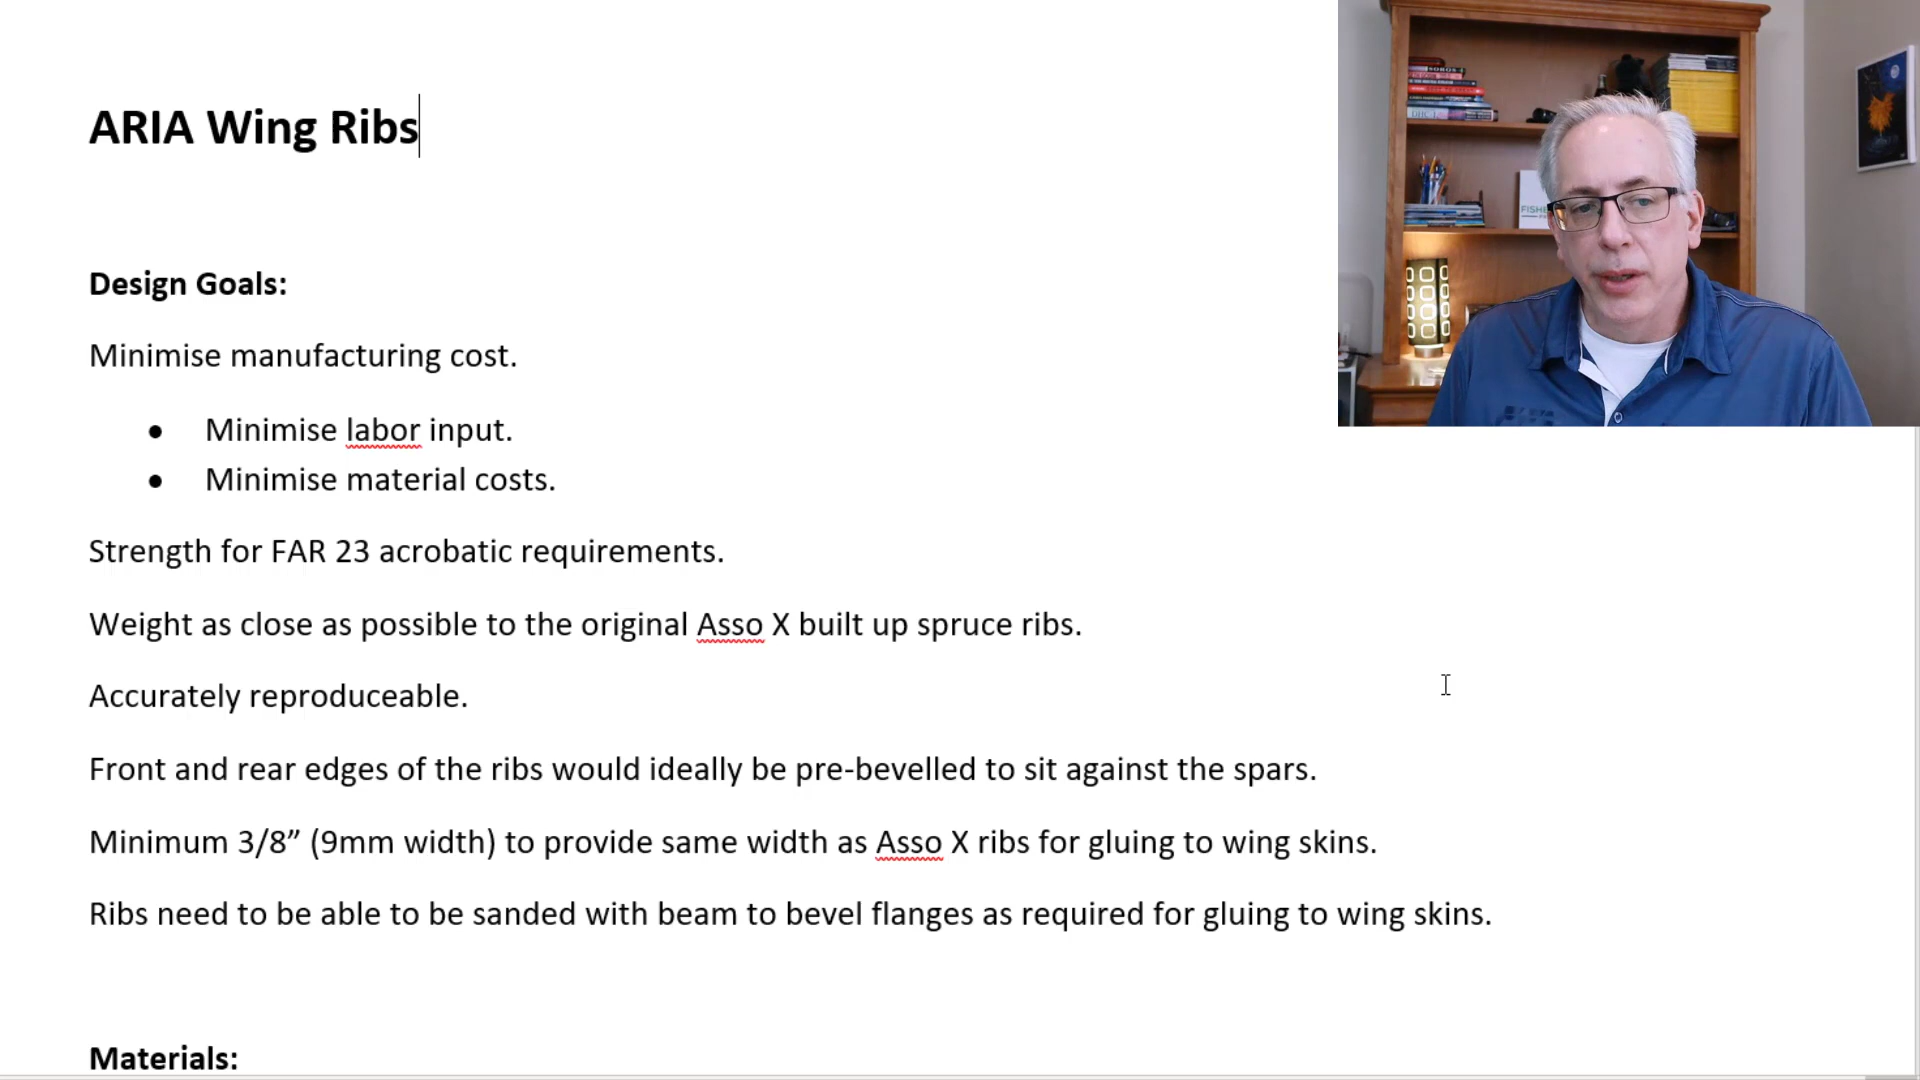 ARIA Wing Ribs
Design Goals:
Minimise manufacturing cost.
• Minimise labor input.
• Minimise material costs.
Strength for FAR 23 acrobatic requirements.
Weight as close as possible to the original Asso X built up spruce ribs.
Accurately reproduceable.
Front and rear edges of the ribs would ideally be pre-bevelled to sit against the spars.
Minimum 3/8” (9mm width) to provide same width as Asso X ribs for gluing to wing skins.
Ribs need to be able to be sanded with beam to bevel flanges as required for gluing to wing skins.
Materials:
SOROS
FISHE